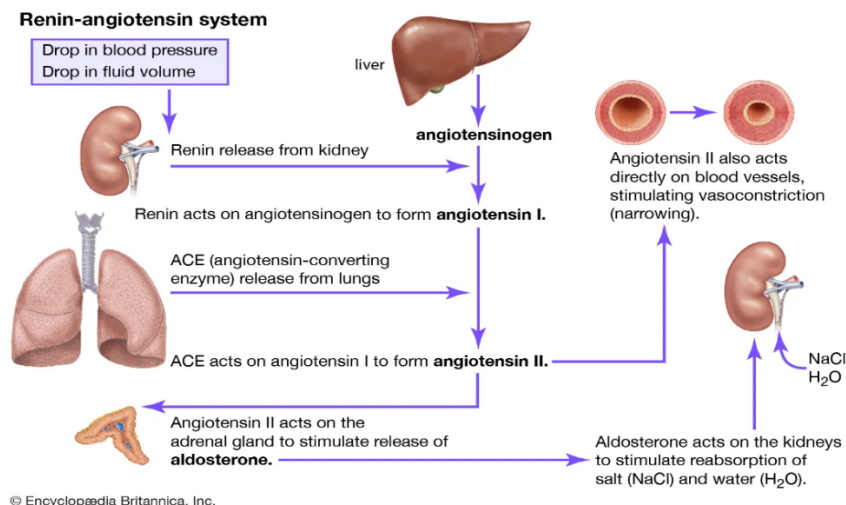 Renin-angiotensin system
Drop in blood pressure
Drop in fluid volume
liver
angiotensinogen
Renin release from kidney
Renin acts on angiotensinogen to form angiotensin I.
ACE (angiotensin-converting
enzyme) release from lungs
ACE acts on angiotensin I to form angiotensin II.
Angiotensin II also acts
directly on blood vessels,
stimulating vasoconstriction
(narrowing).
NaCl
H₂O
Angiotensin II acts on the
adrenal gland to stimulate release of
aldosterone.
Aldosterone acts on the kidneys
to stimulate reabsorption of
salt (NaCl) and water (H₂O).
© Encyclopædia Britannica, Inc.